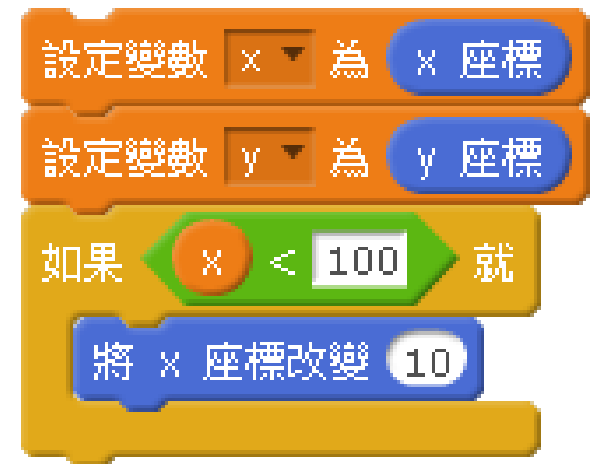 設定變數 x 為 x 座標
設定變數 y 為 y 座標
如果 x < 100 就
將 x 座標改變 10